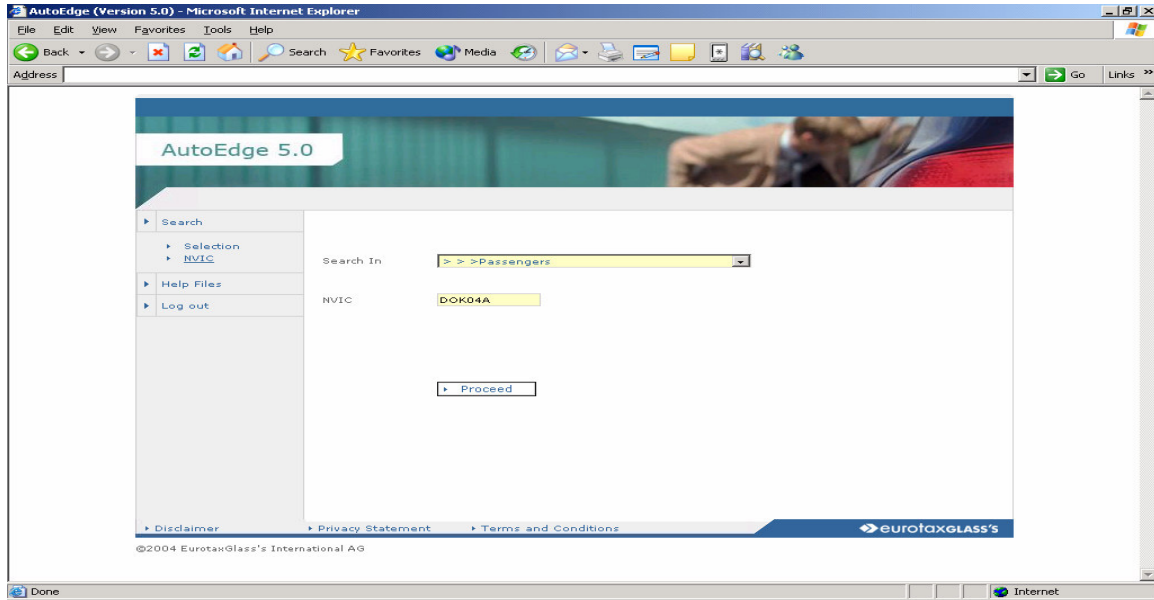 AutoEdge (Version 5.0) - Microsoft Internet Explorer
File Edit View Favorites Tools Help
Back Search Favorites Media
Address Go Links »
AutoEdge 5.0
Search
Selection
NVIC
Help Files
Log out
Search In > > >Passengers
NVIC DOK04A
Proceed
Disclaimer Privacy Statement Terms and Conditions eurotaxGLASS'S
©2004 EurotaxGlass's International AG
Done Internet